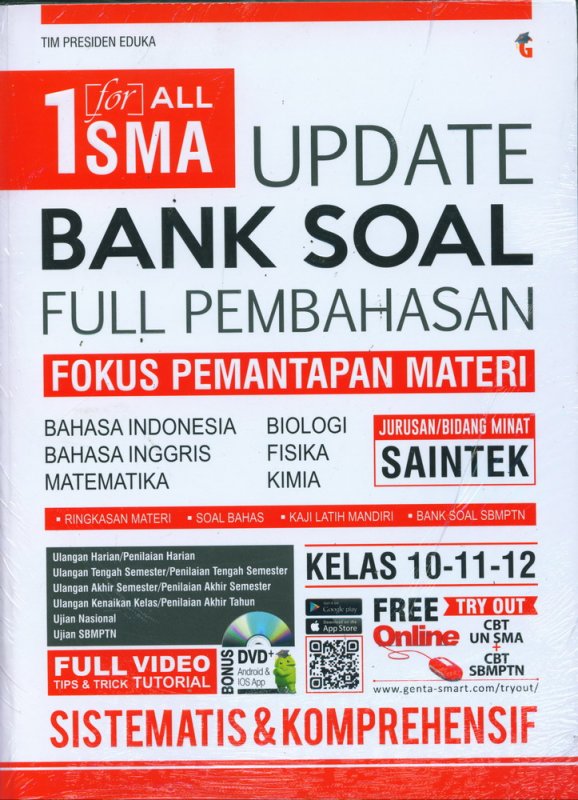 TIM PRESIDEN EDUKA
G
1 [for] ALL
SMA
UPDATE
BANK SOAL
FULL PEMBAHASAN
FOKUS PEMANTAPAN MATERI
BAHASA INDONESIA
BAHASA INGGRIS
MATEMATIKA
BIOLOGI
FISIKA
KIMIA
JURUSAN/BIDANG MINAT
SAINTEK
▪ RINGKASAN MATERI ▪ SOAL BAHAS ▪ KAJI LATIH MANDIRI ▪ BANK SOAL SBMPTN
Ulangan Harian/Penilaian Harian
Ulangan Tengah Semester/Penilaian Tengah Semester
Ulangan Akhir Semester/Penilaian Akhir Semester
Ulangan Kenaikan Kelas/Penilaian Akhir Tahun
Ujian Nasional
Ujian SBMPTN
FULL VIDEO
TIPS & TRICK TUTORIAL
BONUS
DVD+
Android &
IOS App
KELAS 10-11-12
Google play
App Store
FREE TRY OUT
Online
CBT
UN SMA
+
CBT
SBMPTN
www.genta-smart.com/tryout/
SISTEMATIS & KOMPREHENSIF